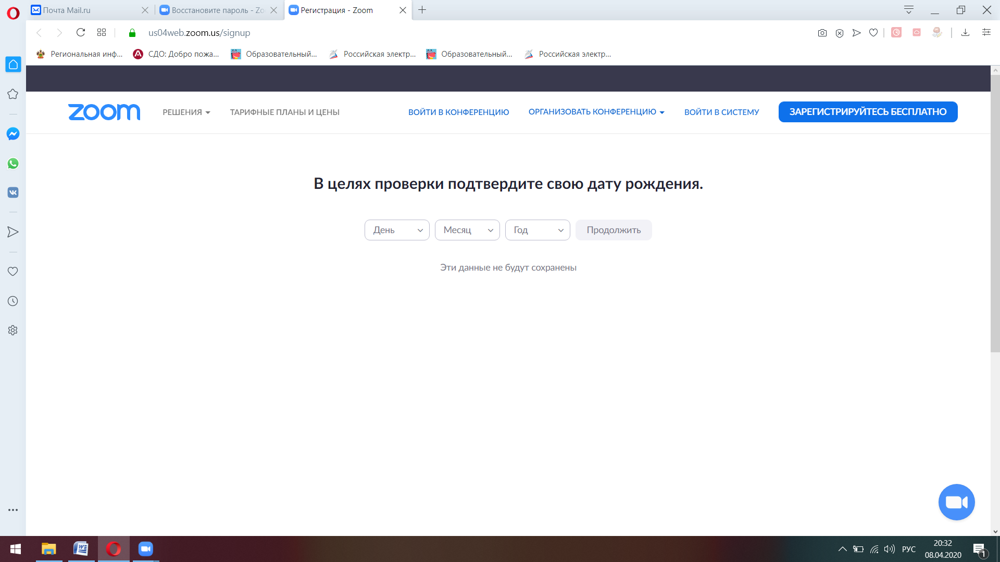 Почта Mail.ru
Восстановите пароль - Zo
Регистрация - Zoom
us04web.zoom.us/signup
Региональная инф...
СДО: Добро пожа...
Образовательный...
Российская электр...
Образовательный...
Российская электр...
zoom
РЕШЕНИЯ
ТАРИФНЫЕ ПЛАНЫ И ЦЕНЫ
ВОЙТИ В КОНФЕРЕНЦИЮ
ОРГАНИЗОВАТЬ КОНФЕРЕНЦИЮ
ВОЙТИ В СИСТЕМУ
ЗАРЕГИСТРИРУЙТЕСЬ БЕСПЛАТНО
В целях проверки подтвердите свою дату рождения.
День
Месяц
Год
Продолжить
Эти данные не будут сохранены
РУС
20:32
08.04.2020
1